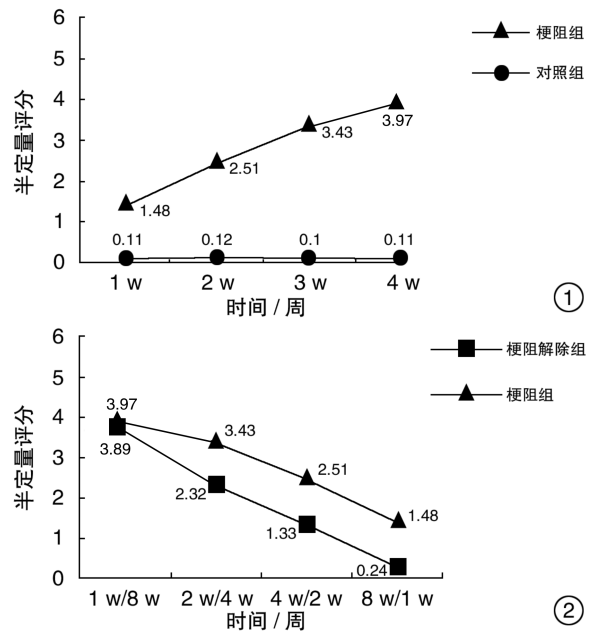 6
5
4
3
2
1
0
半定量评分
梗阻组
对照组
1.48
2.51
3.43
3.97
0.11
0.12
0.1
0.11
1 w
2 w
3 w
4 w
时间 / 周
①
6
5
4
3
2
1
0
半定量评分
梗阻解除组
梗阻组
3.97
3.43
2.51
1.48
3.89
2.32
1.33
0.24
1 w/8 w
2 w/4 w
4 w/2 w
8 w/1 w
时间 / 周
②